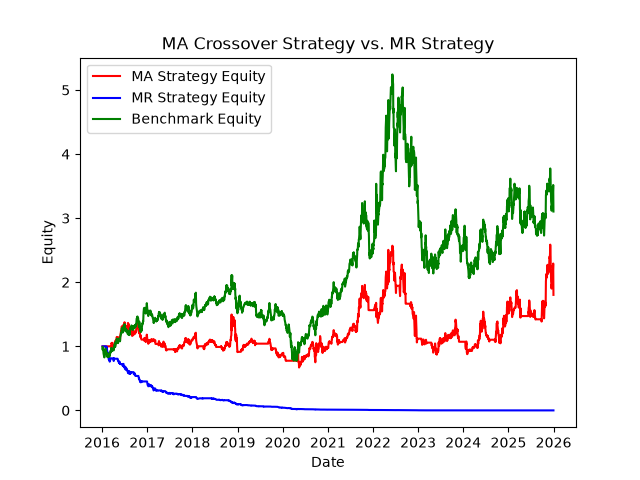 MA Crossover Strategy vs. MR Strategy
MA Strategy Equity
MR Strategy Equity
Benchmark Equity
Equity
5
4
3
2
1
0
2016 2017 2018 2019 2020 2021 2022 2023 2024 2025 2026
Date